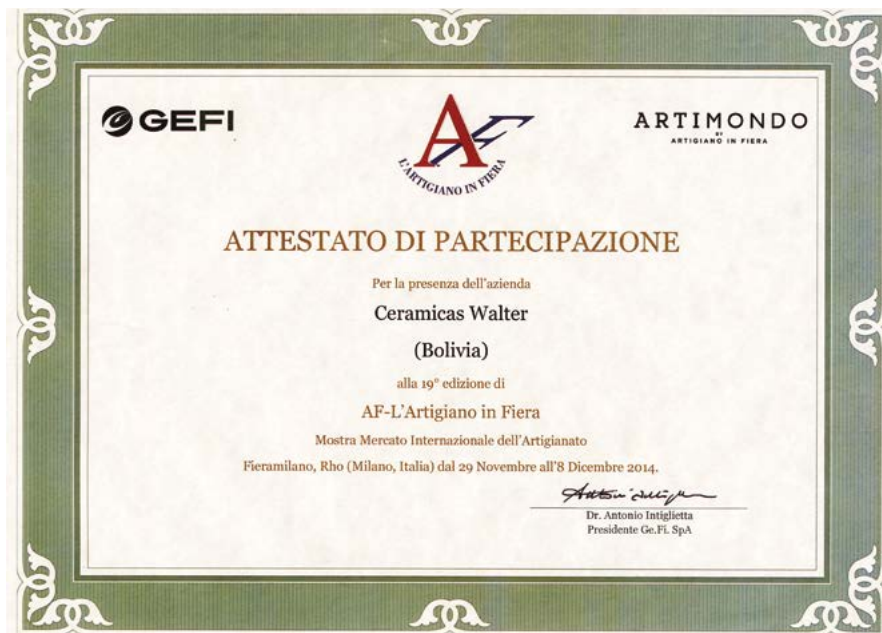 GEFI
AF
L'ARTIGIANO IN FIERA
ARTIMONDO
BY
ARTIGIANO IN FIERA
ATTESTATO DI PARTECIPAZIONE
Per la presenza dell'azienda
Ceramicas Walter
(Bolivia)
alla 19° edizione di
AF-L'Artigiano in Fiera
Mostra Mercato Internazionale dell'Artigianato
Fieramilano, Rho (Milano, Italia) dal 29 Novembre all'8 Dicembre 2014.
Dr. Antonio Intiglietta
Presidente Ge.Fi. SpA